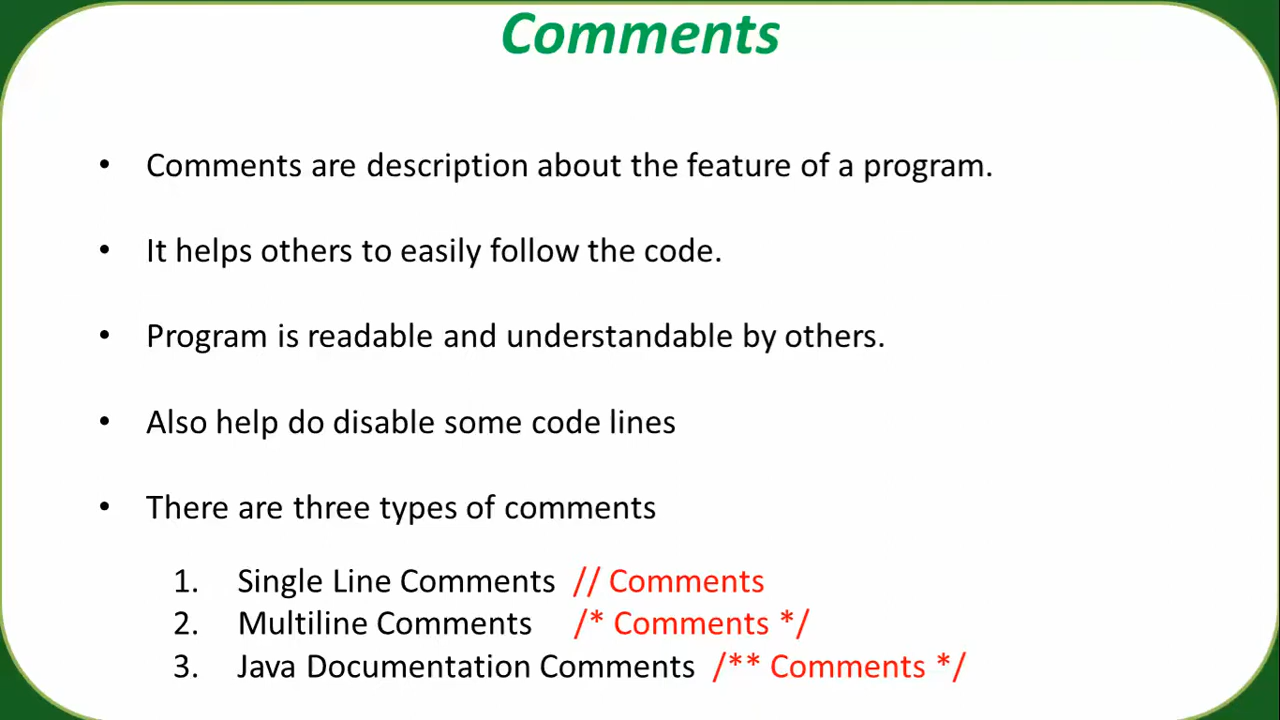 Comments
• Comments are description about the feature of a program.
• It helps others to easily follow the code.
• Program is readable and understandable by others.
• Also help do disable some code lines
• There are three types of comments
1. Single Line Comments // Comments
2. Multiline Comments /* Comments */
3. Java Documentation Comments /** Comments */